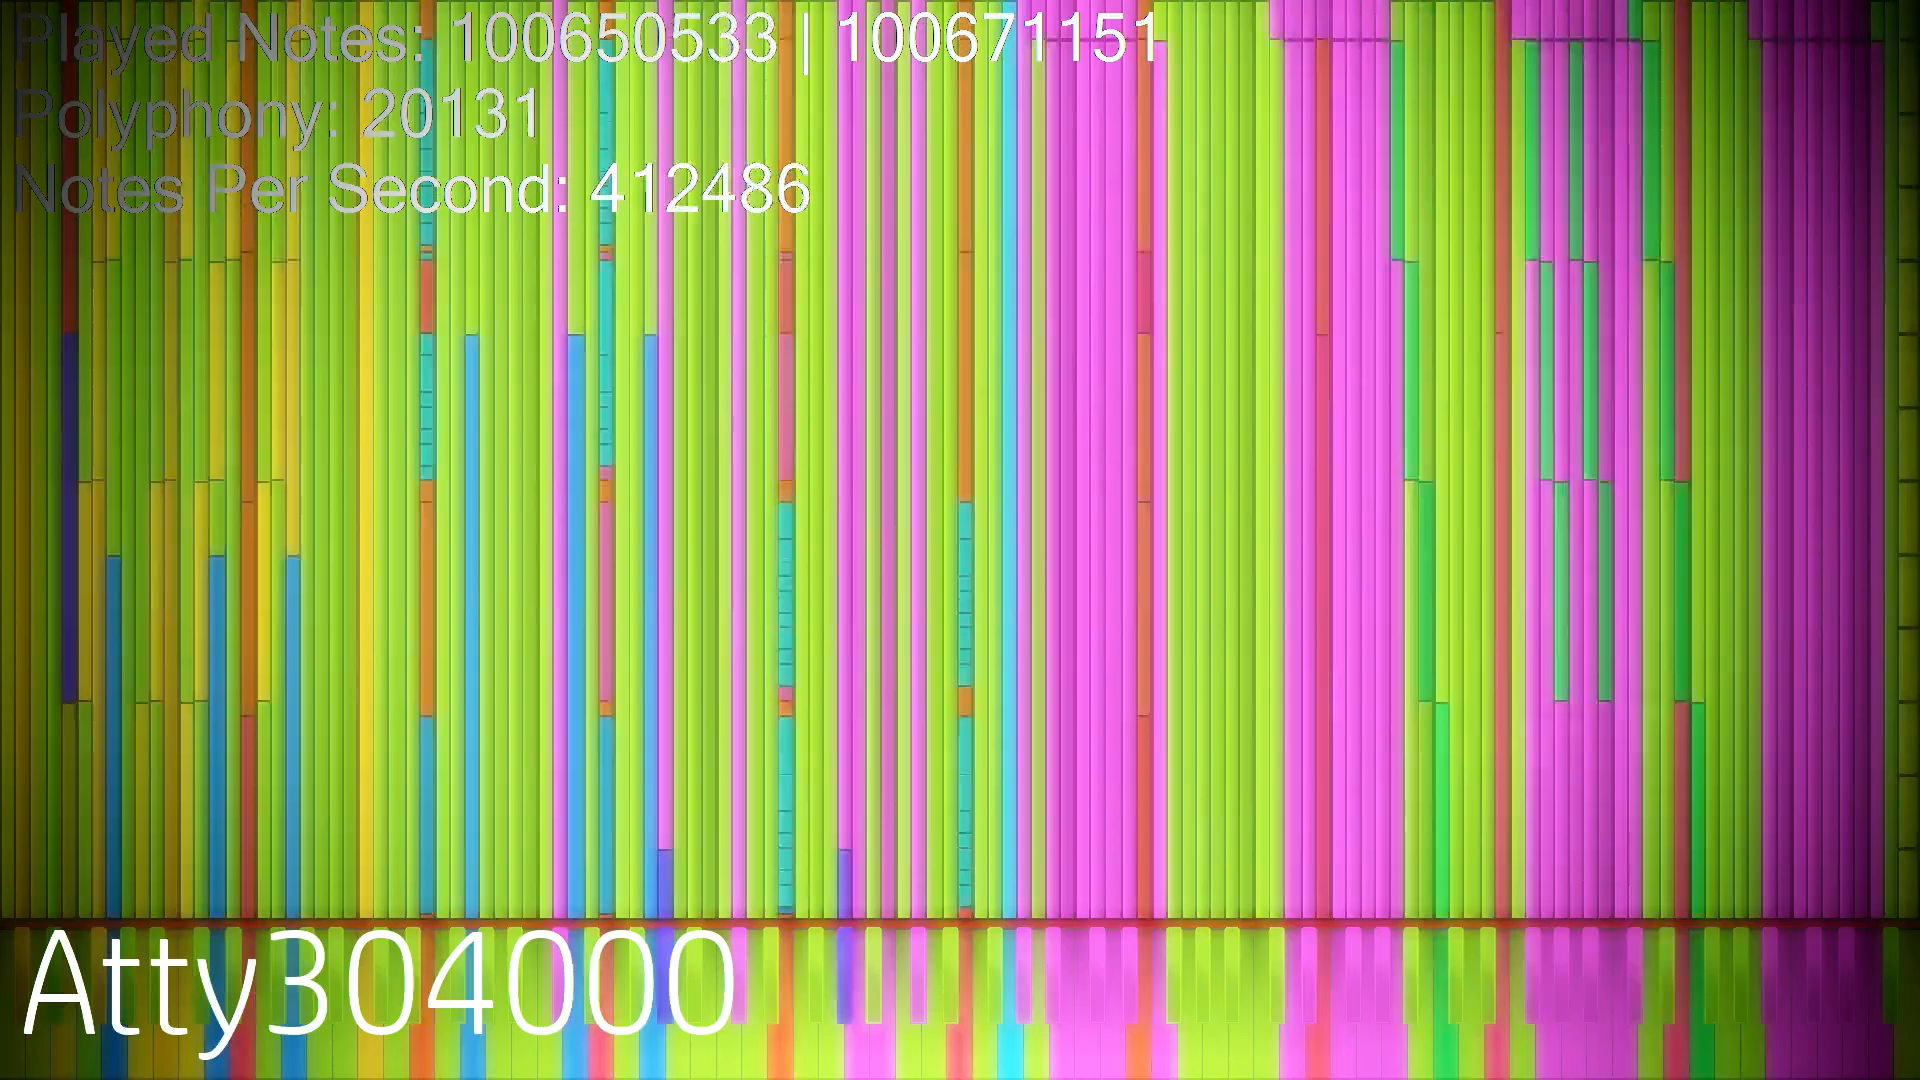 Played Notes: 100650533 | 100671151
Polyphony: 20131
Notes Per Second: 412486
Atty304000